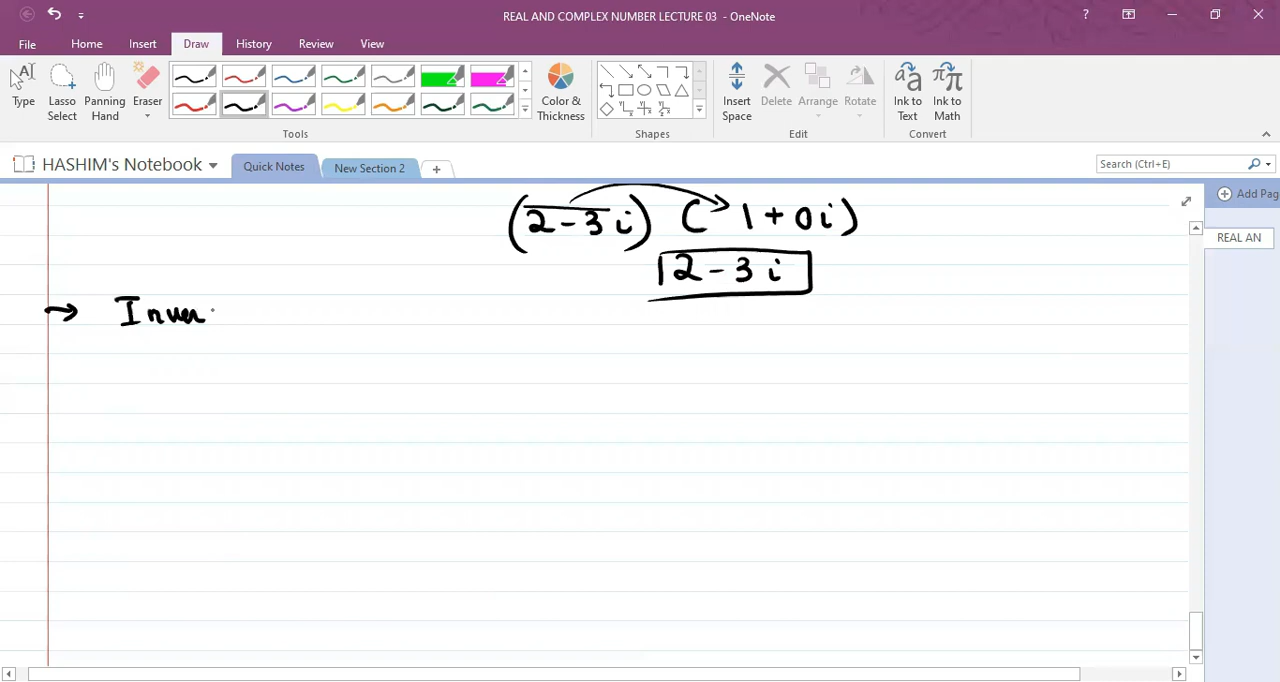 REAL AND COMPLEX NUMBER LECTURE 03 - OneNote
File Home Insert Draw History Review View
Type Lasso Select Panning Hand Eraser Color & Thickness Insert Space Delete Arrange Rotate Ink to Text Ink to Math
Tools Shapes Edit Convert
HASHIM's Notebook Quick Notes New Section 2 Search (Ctrl+E)
Add Pag
REAL AN
(2-3i) (1+0i)
2-3i
→ Inver